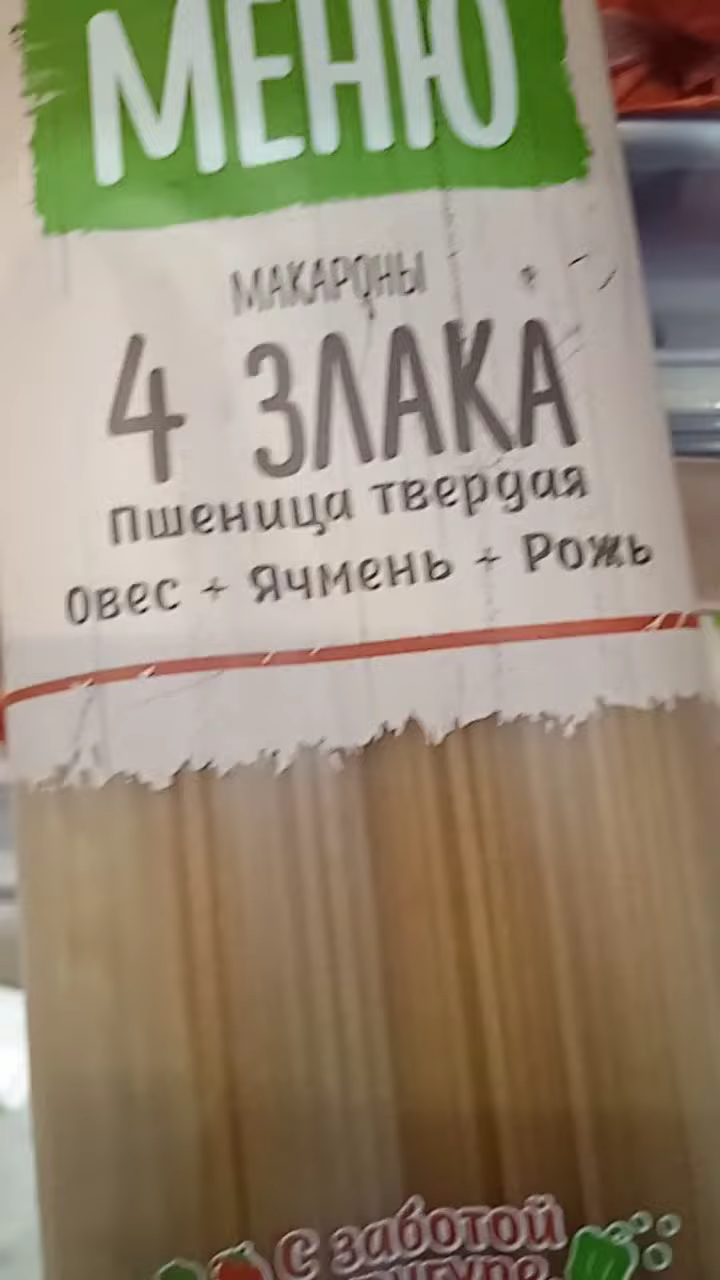 МЕНЮ
МАКАРОНЫ
4 ЗЛАКА
Пшеница твердая
Овес + Ячмень + Рожь
С заботой